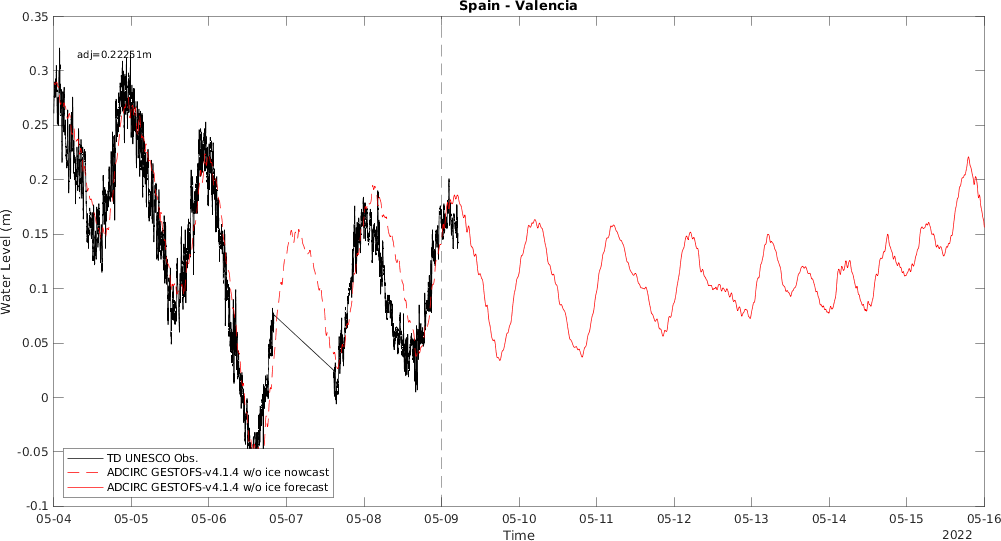 Spain - Valencia
0.35
0.3
0.25
0.2
0.15
0.1
0.05
0
-0.05
-0.1
Water Level (m)
adj=0.22251m
TD UNESCO Obs.
ADCIRC GESTOFS-v4.1.4 w/o ice nowcast
ADCIRC GESTOFS-v4.1.4 w/o ice forecast
05-04 05-05 05-06 05-07 05-08 05-09 05-10 05-11 05-12 05-13 05-14 05-15 05-16
Time
2022